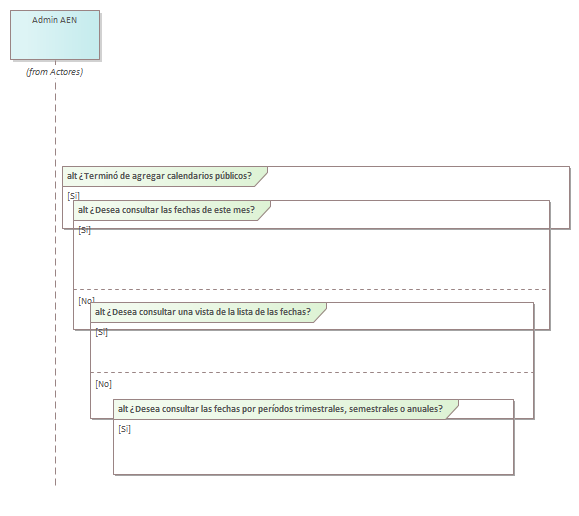 Admin AEN
(from Actores)
alt ¿Terminó de agregar calendarios públicos?
[Si]
alt ¿Desea consultar las fechas de este mes?
[Si]
[No]
alt ¿Desea consultar una vista de la lista de las fechas?
[Si]
[No]
alt ¿Desea consultar las fechas por períodos trimestrales, semestrales o anuales?
[Si]